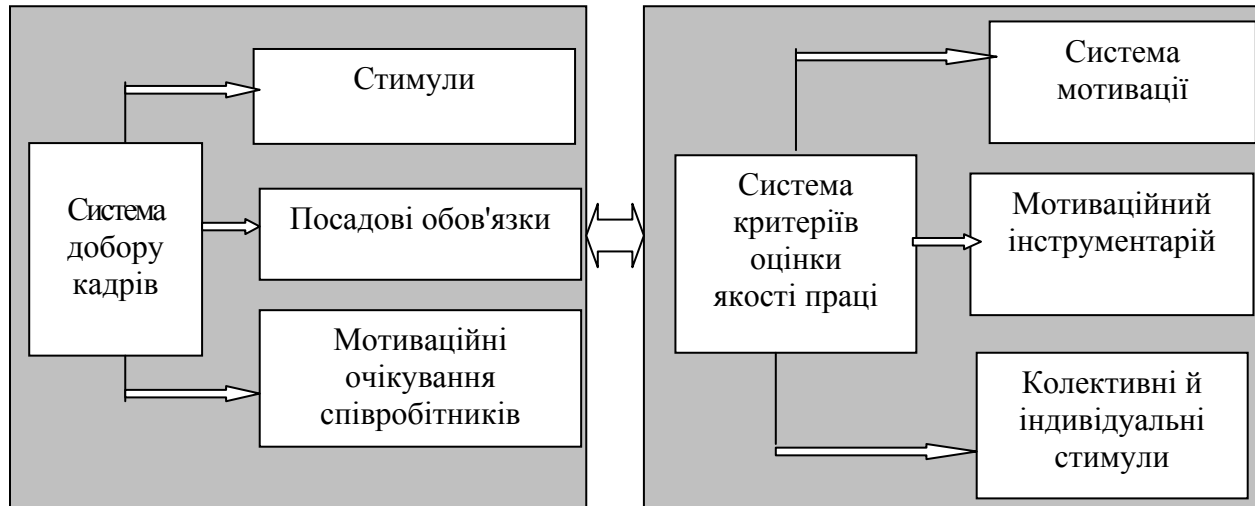 Стимули
Система
добору
кадрів
Посадові обов'язки
Мотиваційні
очікування
співробітників
Система
критеріїв
оцінки
якості праці
Система
мотивації
Мотиваційний
інструментарій
Колективні й
індивідуальні
стимули